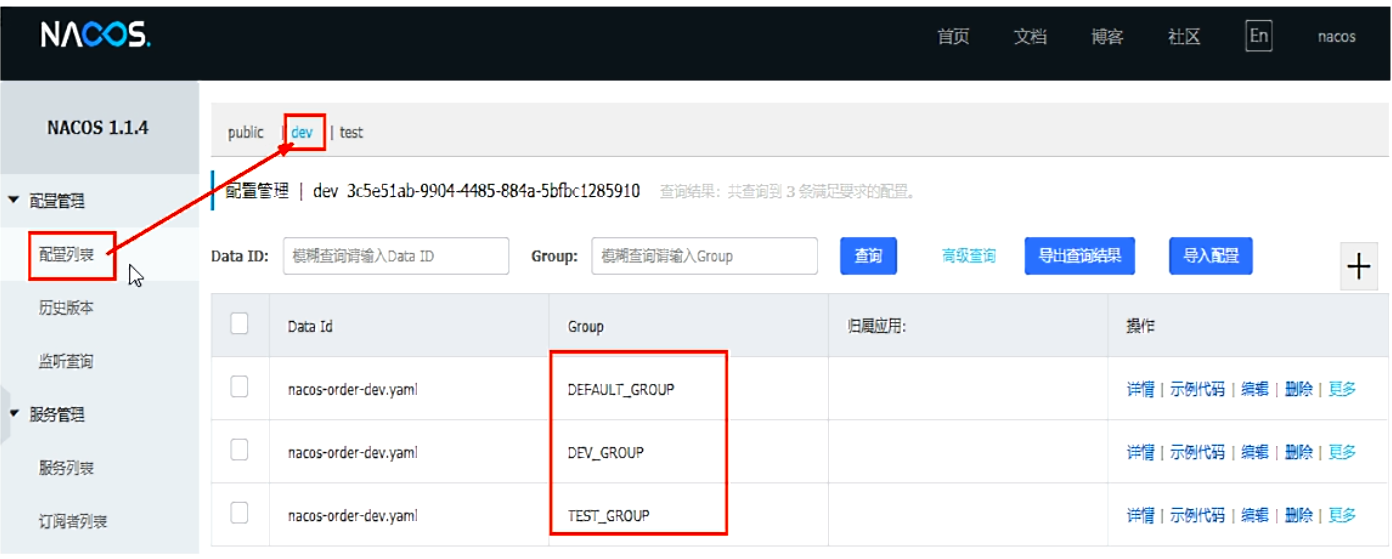 NACOS.
首页 文档 博客 社区 En nacos
NACOS 1.1.4
public | dev | test
配置管理
配置管理 | dev 3c5e51ab-9904-4485-884a-5bfbc1285910 查询结果：共查询到 3 条满足要求的配置。
配置列表
Data ID: 模糊查询请输入Data ID Group: 模糊查询请输入Group 查询 高级查询 导出查询结果 导入配置 +
历史版本
Data Id Group 归属应用: 操作
监听查询
nacos-order-dev.yaml DEFAULT_GROUP 详情 | 示例代码 | 编辑 | 删除 | 更多
服务管理
nacos-order-dev.yaml DEV_GROUP 详情 | 示例代码 | 编辑 | 删除 | 更多
服务列表
nacos-order-dev.yaml TEST_GROUP 详情 | 示例代码 | 编辑 | 删除 | 更多
订阅者列表